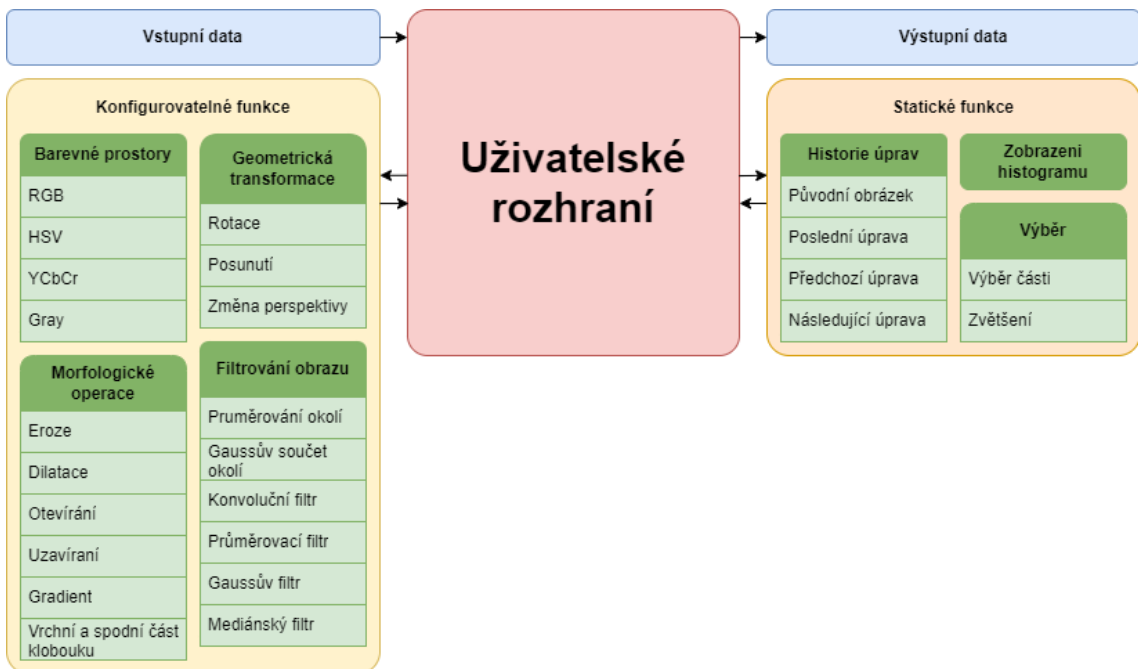 Vstupní data
Konfigurovatelné funkce
Barevné prostory
RGB
HSV
YCbCr
Gray
Geometrická
transformace
Rotace
Posunutí
Změna perspektivy
Morfologické
operace
Eroze
Dilatace
Otevírání
Uzavíraní
Gradient
Vrchní a spodní část
klobouku
Filtrování obrazu
Pruměrování okolí
Gaussův součet
okolí
Konvoluční filtr
Průměrovací filtr
Gaussův filtr
Mediánský filtr
Uživatelské
rozhraní
Výstupní data
Statické funkce
Historie úprav
Původní obrázek
Poslední úprava
Předchozí úprava
Následující úprava
Zobrazeni
histogramu
Výběr
Výběr části
Zvětšení